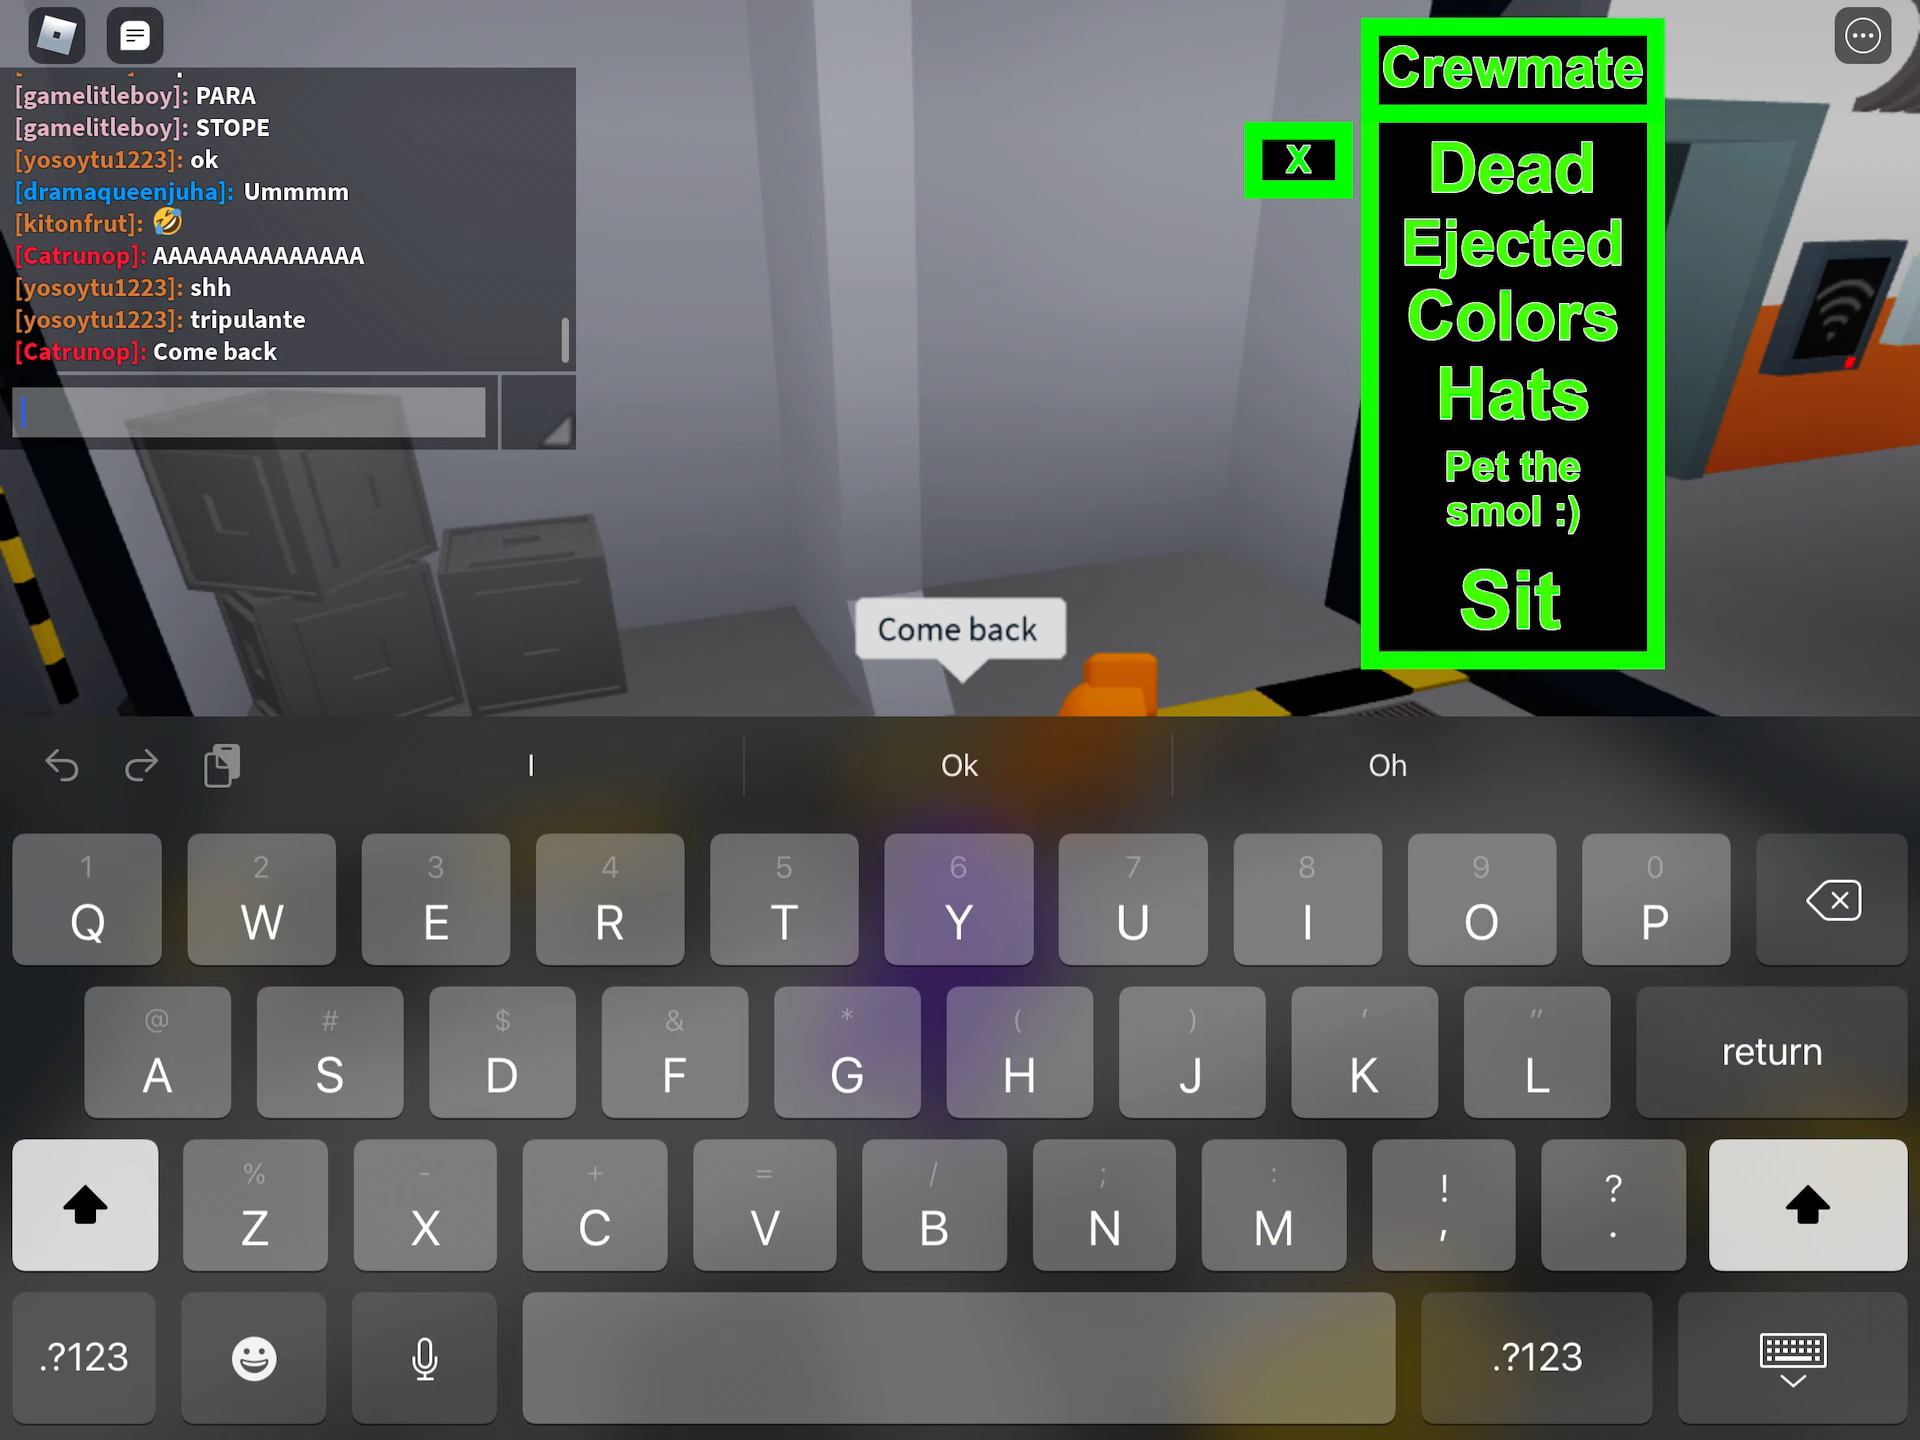 [gamelitleboy]: PARA
[gamelitleboy]: STOPE
[yosoytu1223]: ok
[dramaqueenjuha]: Ummmm
[kitonfrut]: 🤣
[Catrunop]: AAAAAAAAAAAAAA
[yosoytu1223]: shh
[yosoytu1223]: tripulante
[Catrunop]: Come back
Crewmate
X
Dead
Ejected
Colors
Hats
Pet the
smol :)
Sit
Come back
I Ok Oh
1 2 3 4 5 6 7 8 9 0
Q W E R T Y U I O P
@ # $ & * ( ) ' "
A S D F G H J K L return
% - + = / ; : ! ?
Z X C V B N M , .
.?123 .?123